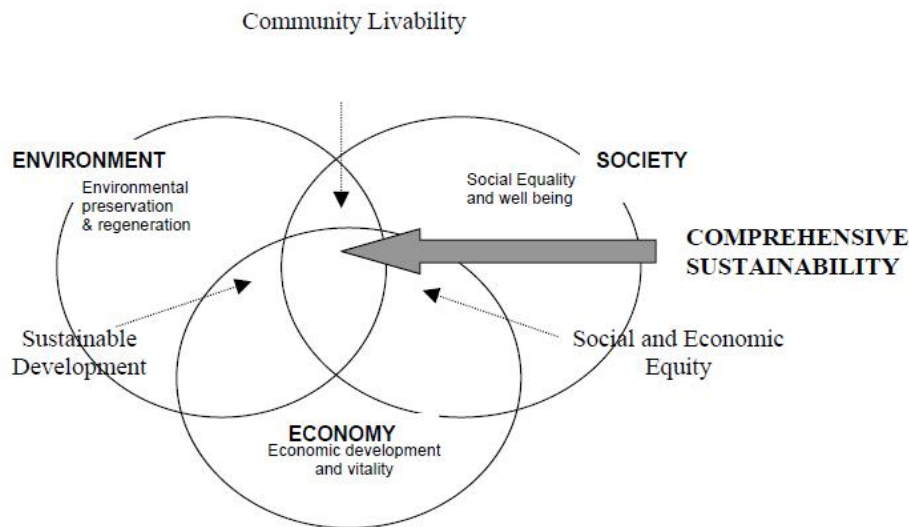 Community Livability
ENVIRONMENT
Environmental
preservation
& regeneration
SOCIETY
Social Equality
and well being
COMPREHENSIVE
SUSTAINABILITY
Sustainable
Development
Social and Economic
Equity
ECONOMY
Economic development
and vitality